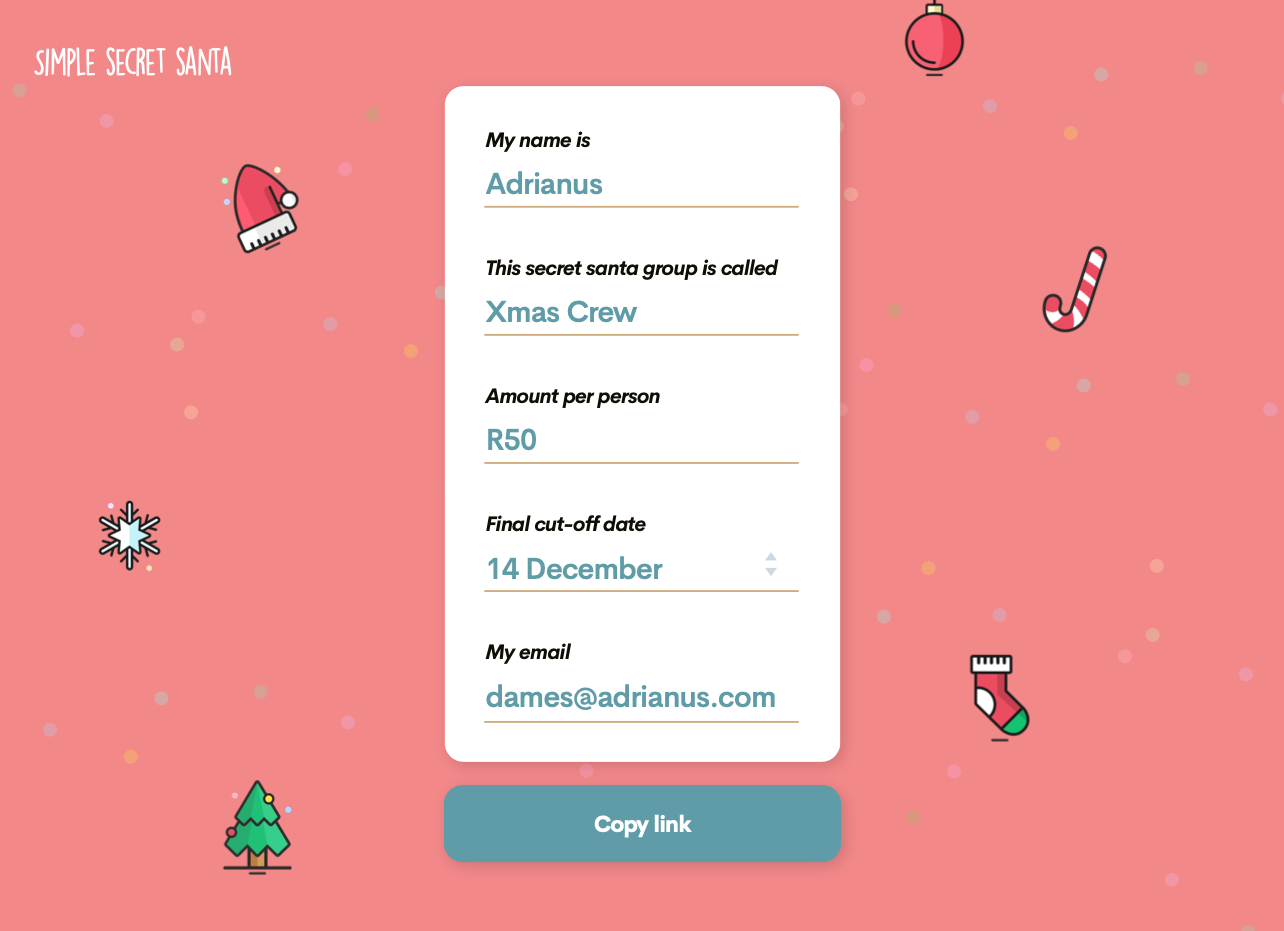 SIMPLE SECRET SANTA
My name is
Adrianus
This secret santa group is called
Xmas Crew
Amount per person
R50
Final cut-off date
14 December
My email
dames@adrianus.com
Copy link